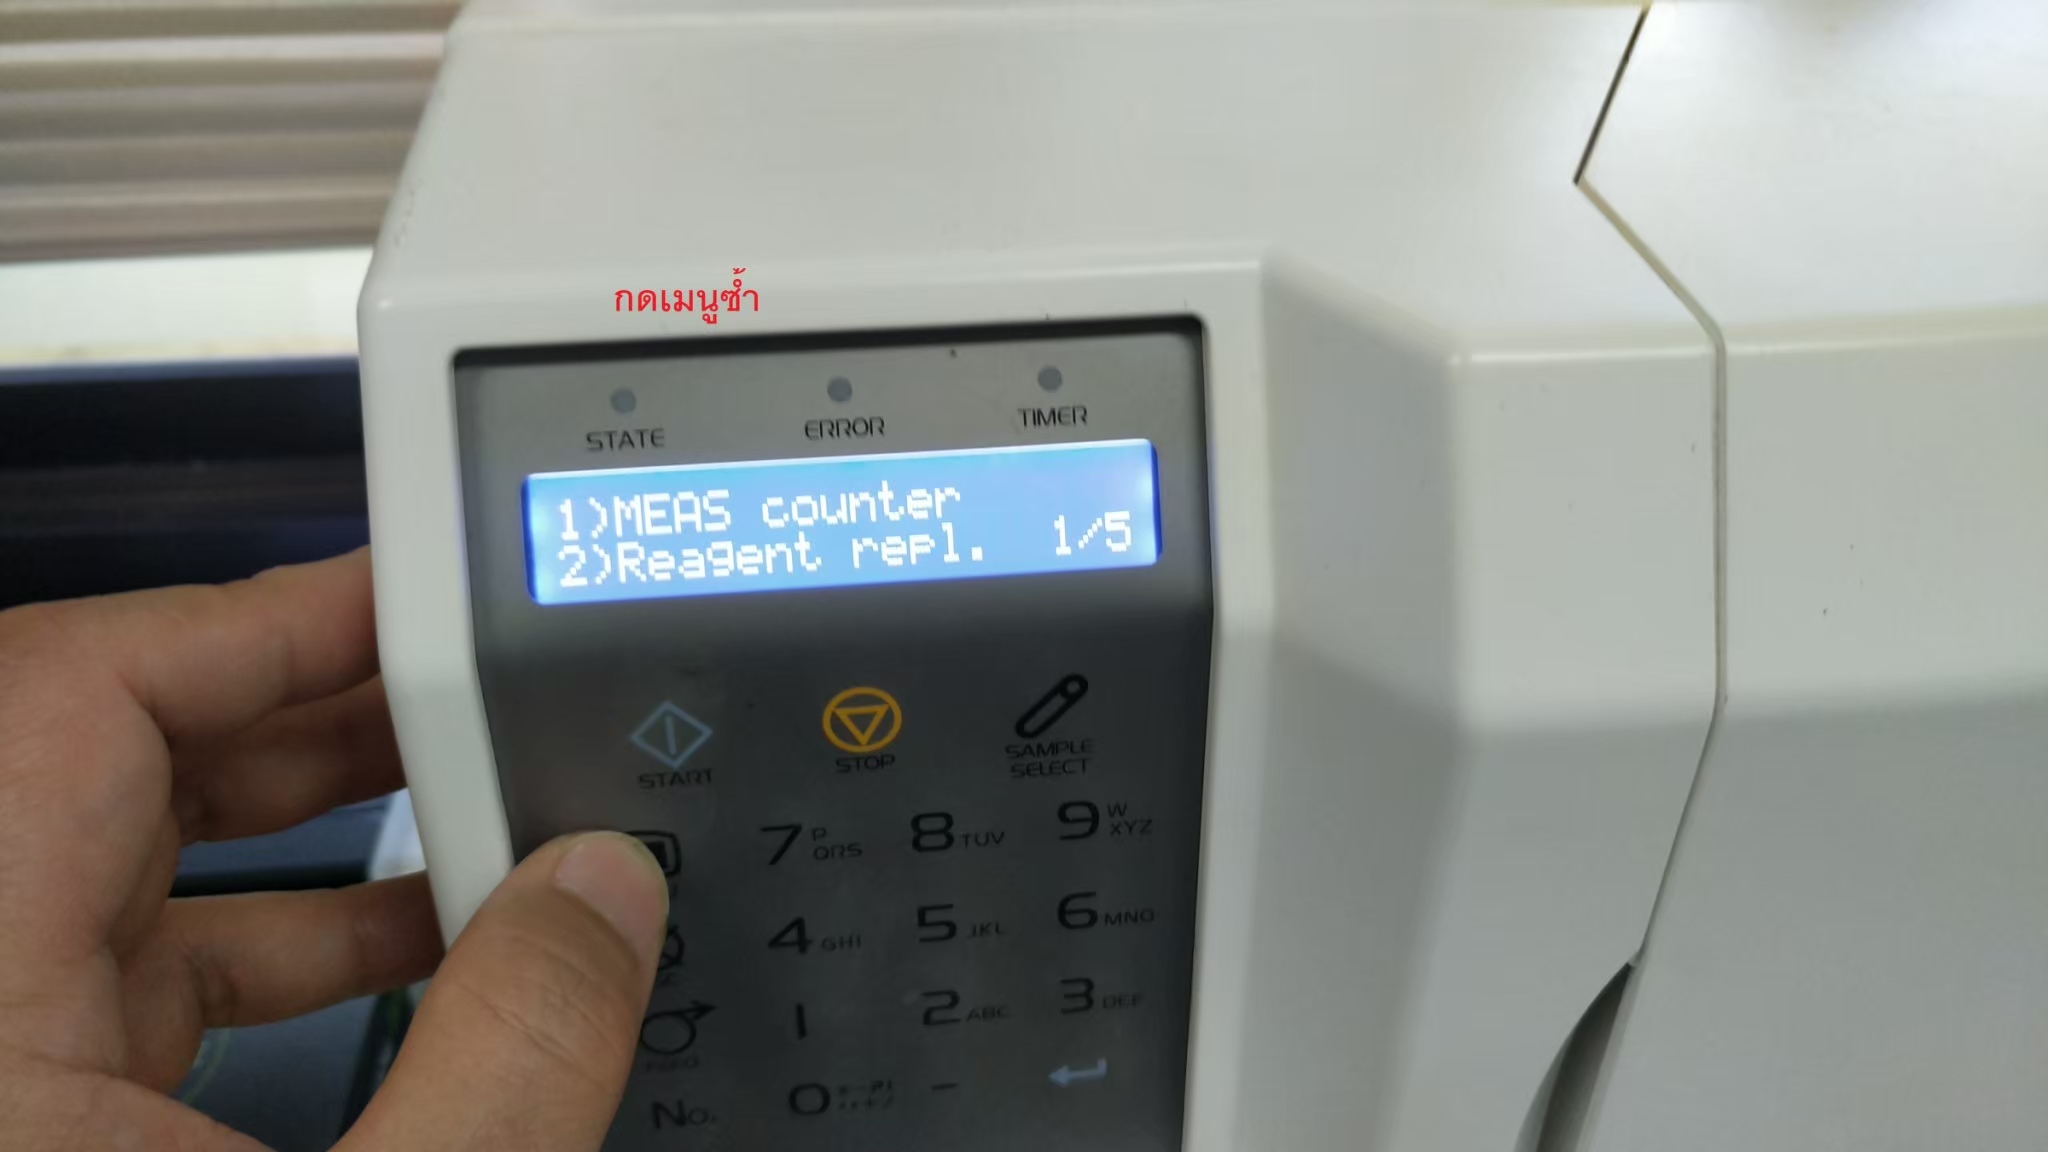 กดเมนูซ้ำ
STATE ERROR TIMER
1)MEAS counter
2)Reagent repl. 1/5
START STOP SAMPLE
SELECT
7 PQRS 8 TUV 9 WXYZ
4 GHI 5 JKL 6 MNO
1 2 ABC 3 DEF
No. 0 -